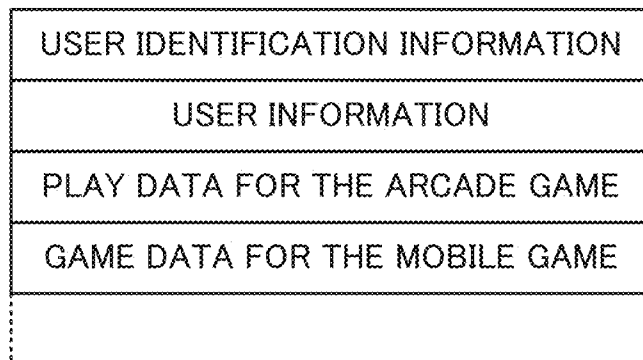 USER IDENTIFICATION INFORMATION
USER INFORMATION
PLAY DATA FOR THE ARCADE GAME
GAME DATA FOR THE MOBILE GAME